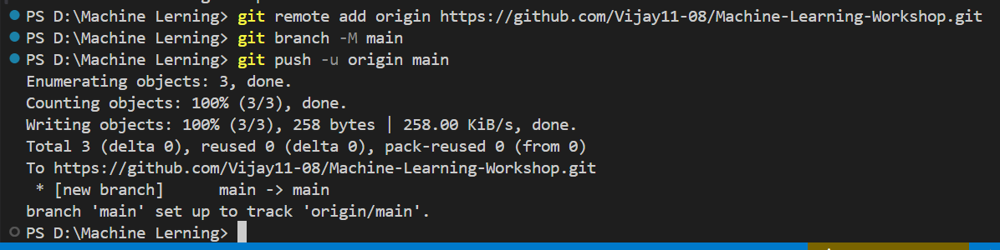 PS D:\Machine Lerning> git remote add origin https://github.com/Vijay11-08/Machine-Learning-Workshop.git
PS D:\Machine Lerning> git branch -M main
PS D:\Machine Lerning> git push -u origin main
Enumerating objects: 3, done.
Counting objects: 100% (3/3), done.
Writing objects: 100% (3/3), 258 bytes | 258.00 KiB/s, done.
Total 3 (delta 0), reused 0 (delta 0), pack-reused 0 (from 0)
To https://github.com/Vijay11-08/Machine-Learning-Workshop.git
 * [new branch]      main -> main
branch 'main' set up to track 'origin/main'.
PS D:\Machine Lerning>